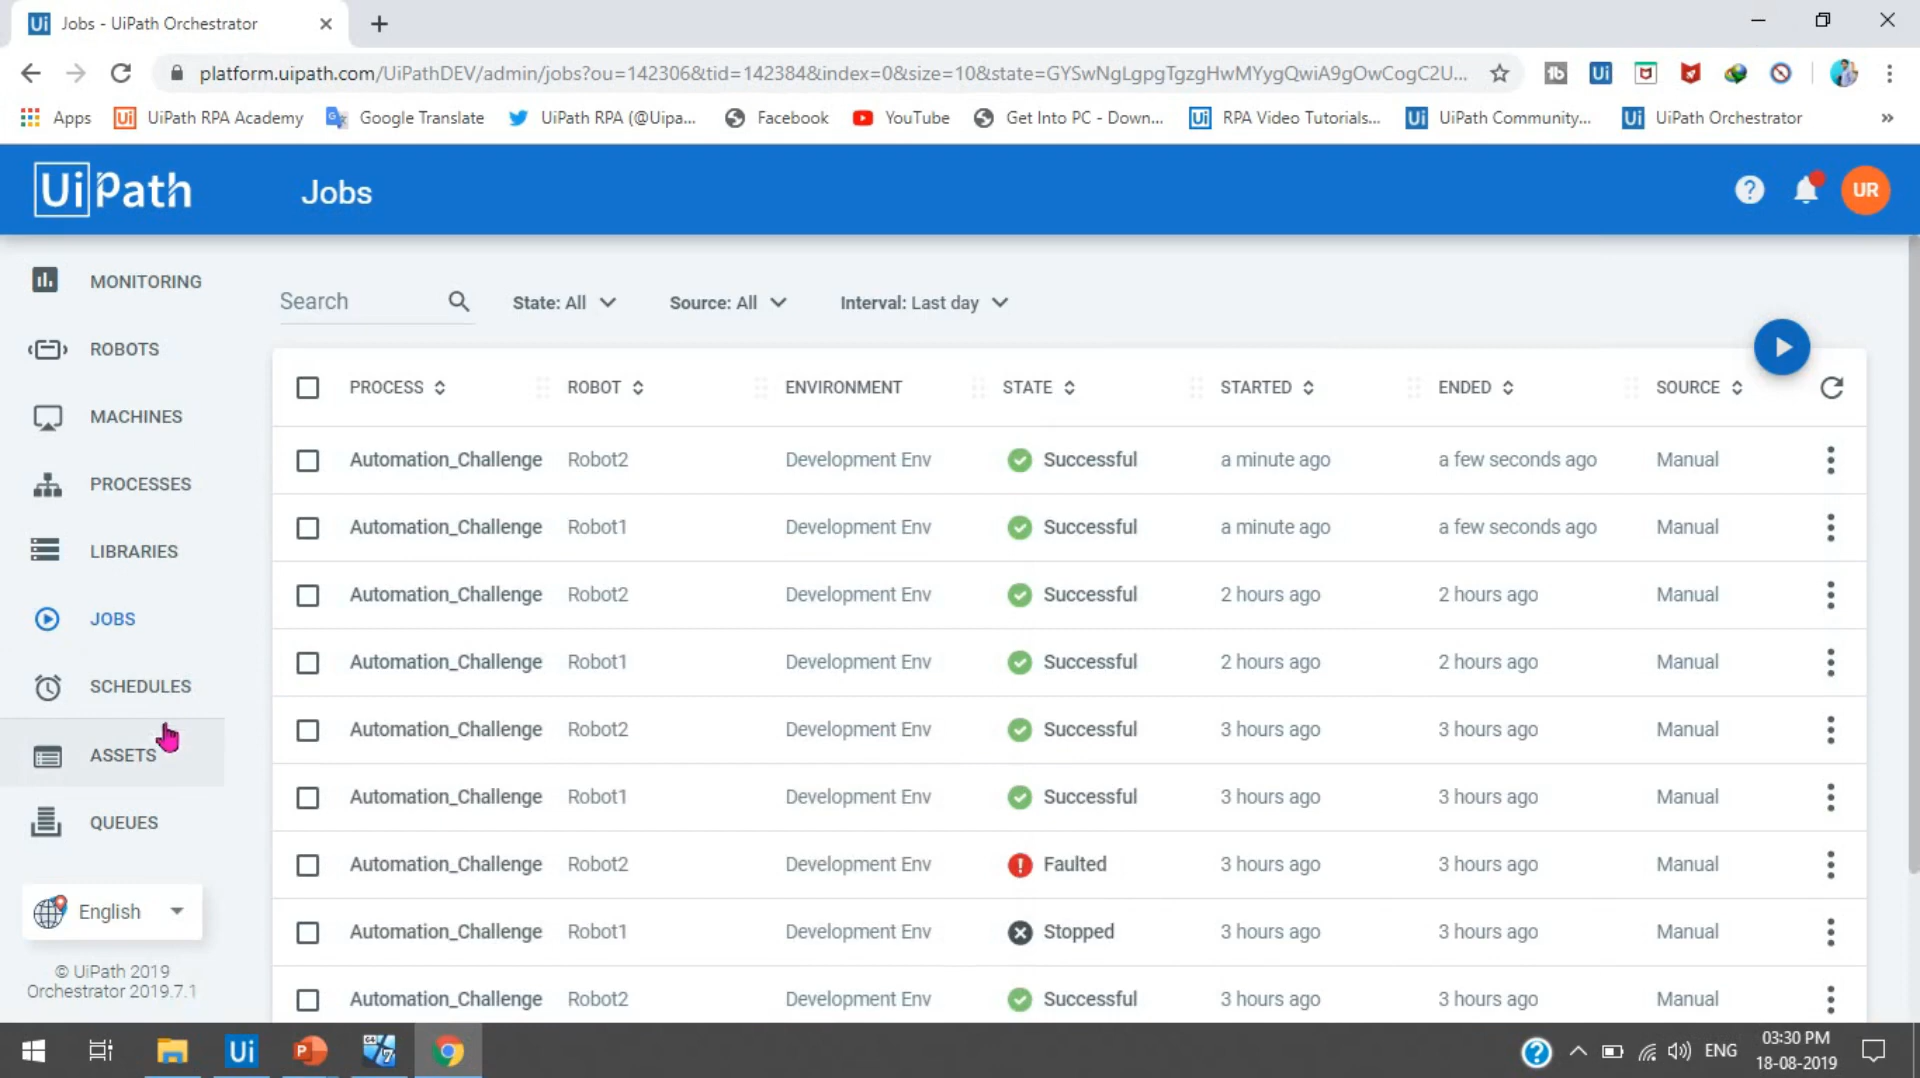 Ui Jobs - UiPath Orchestrator
platform.uipath.com/UiPathDEV/admin/jobs?ou=142306&tid=142384&index=0&size=10&state=GYSwNgLgpgTgzgHwMYygQwiA9gOwCogC2U...
Apps Ui UiPath RPA Academy Google Translate UiPath RPA (@Uipa... Facebook YouTube Get Into PC - Down... Ui RPA Video Tutorials... Ui UiPath Community... Ui UiPath Orchestrator »
UiPath Jobs UR
MONITORING
ROBOTS
MACHINES
PROCESSES
LIBRARIES
JOBS
SCHEDULES
ASSETS
QUEUES
English
© UiPath 2019
Orchestrator 2019.7.1
Search State: All Source: All Interval: Last day
PROCESS ROBOT ENVIRONMENT STATE STARTED ENDED SOURCE
Automation_Challenge Robot2 Development Env Successful a minute ago a few seconds ago Manual
Automation_Challenge Robot1 Development Env Successful a minute ago a few seconds ago Manual
Automation_Challenge Robot2 Development Env Successful 2 hours ago 2 hours ago Manual
Automation_Challenge Robot1 Development Env Successful 2 hours ago 2 hours ago Manual
Automation_Challenge Robot2 Development Env Successful 3 hours ago 3 hours ago Manual
Automation_Challenge Robot1 Development Env Successful 3 hours ago 3 hours ago Manual
Automation_Challenge Robot2 Development Env Faulted 3 hours ago 3 hours ago Manual
Automation_Challenge Robot1 Development Env Stopped 3 hours ago 3 hours ago Manual
Automation_Challenge Robot2 Development Env Successful 3 hours ago 3 hours ago Manual
Ui ENG 03:30 PM
18-08-2019